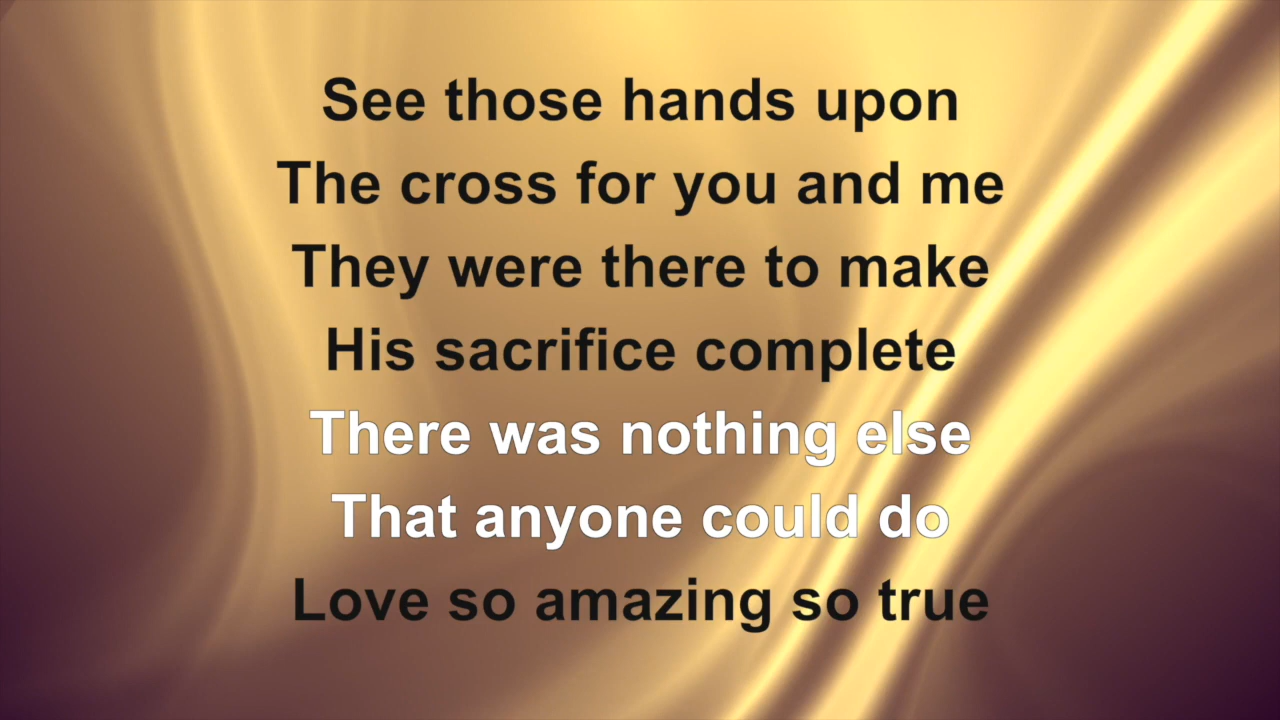 See those hands upon
The cross for you and me
They were there to make
His sacrifice complete
There was nothing else
That anyone could do
Love so amazing so true